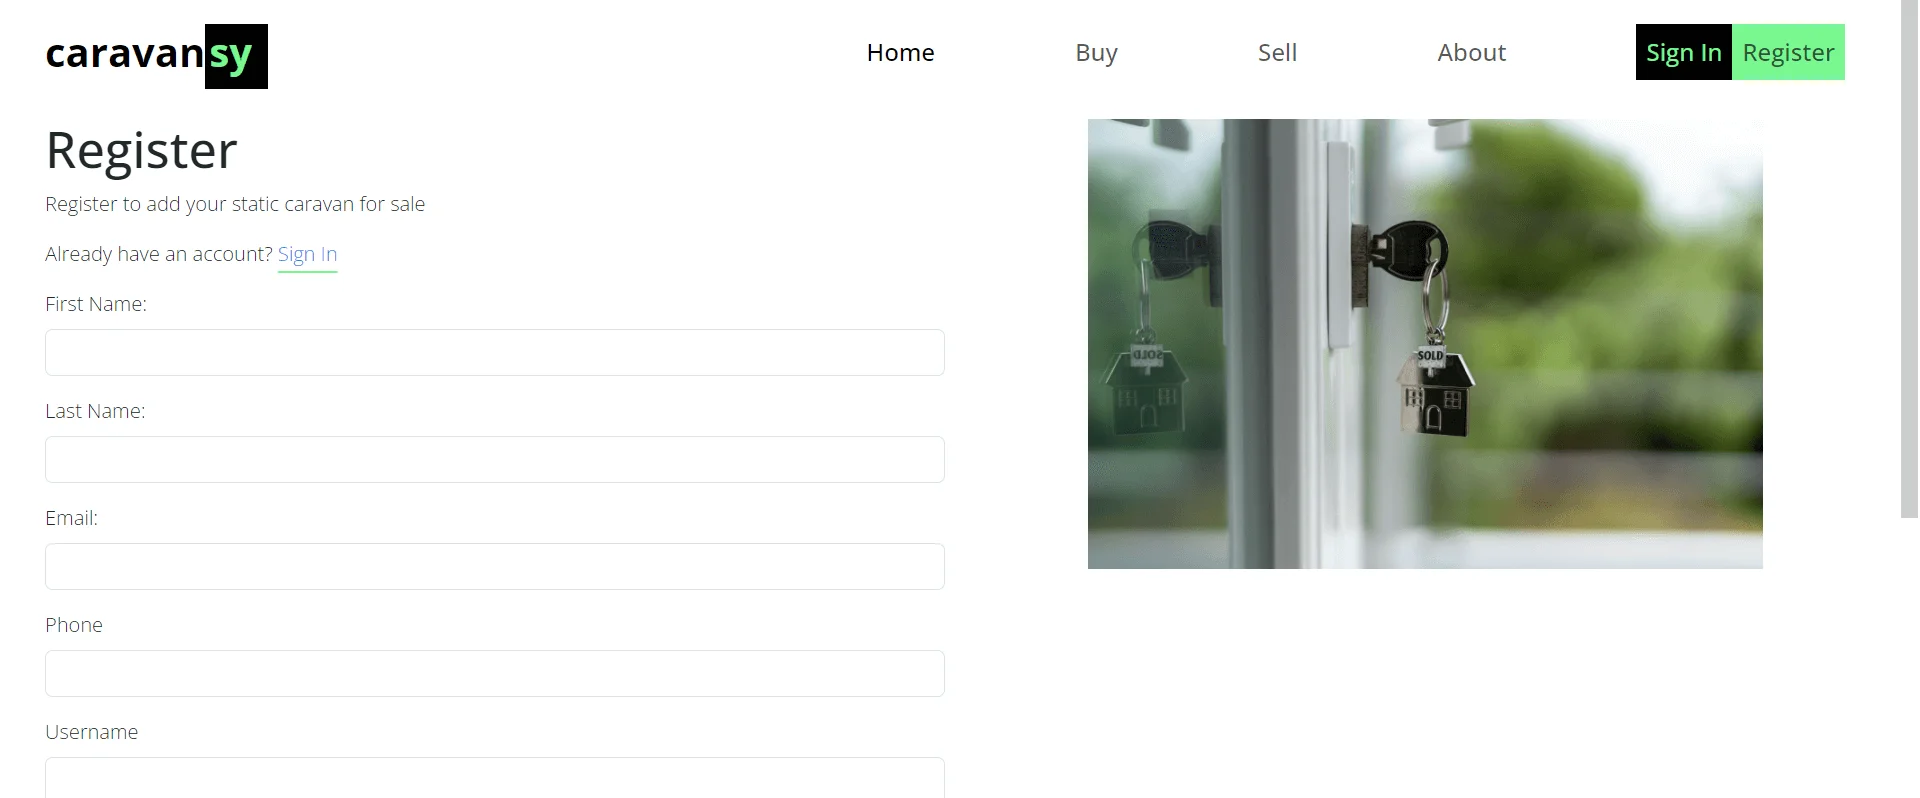 caravansy
Home
Buy
Sell
About
Sign In
Register
Register
Register to add your static caravan for sale
Already have an account? Sign In
First Name:
Last Name:
Email:
Phone
Username
SOLD